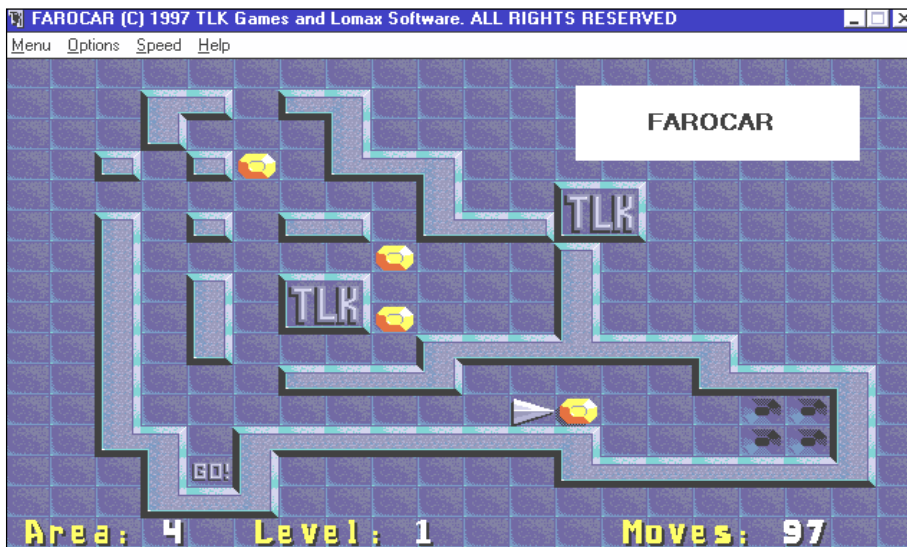 FAROCAR (C) 1997 TLK Games and Lomax Software. ALL RIGHTS RESERVED
Menu Options Speed Help
FAROCAR
TLK
TLK
GO!
Area: 4 Level: 1 Moves: 97